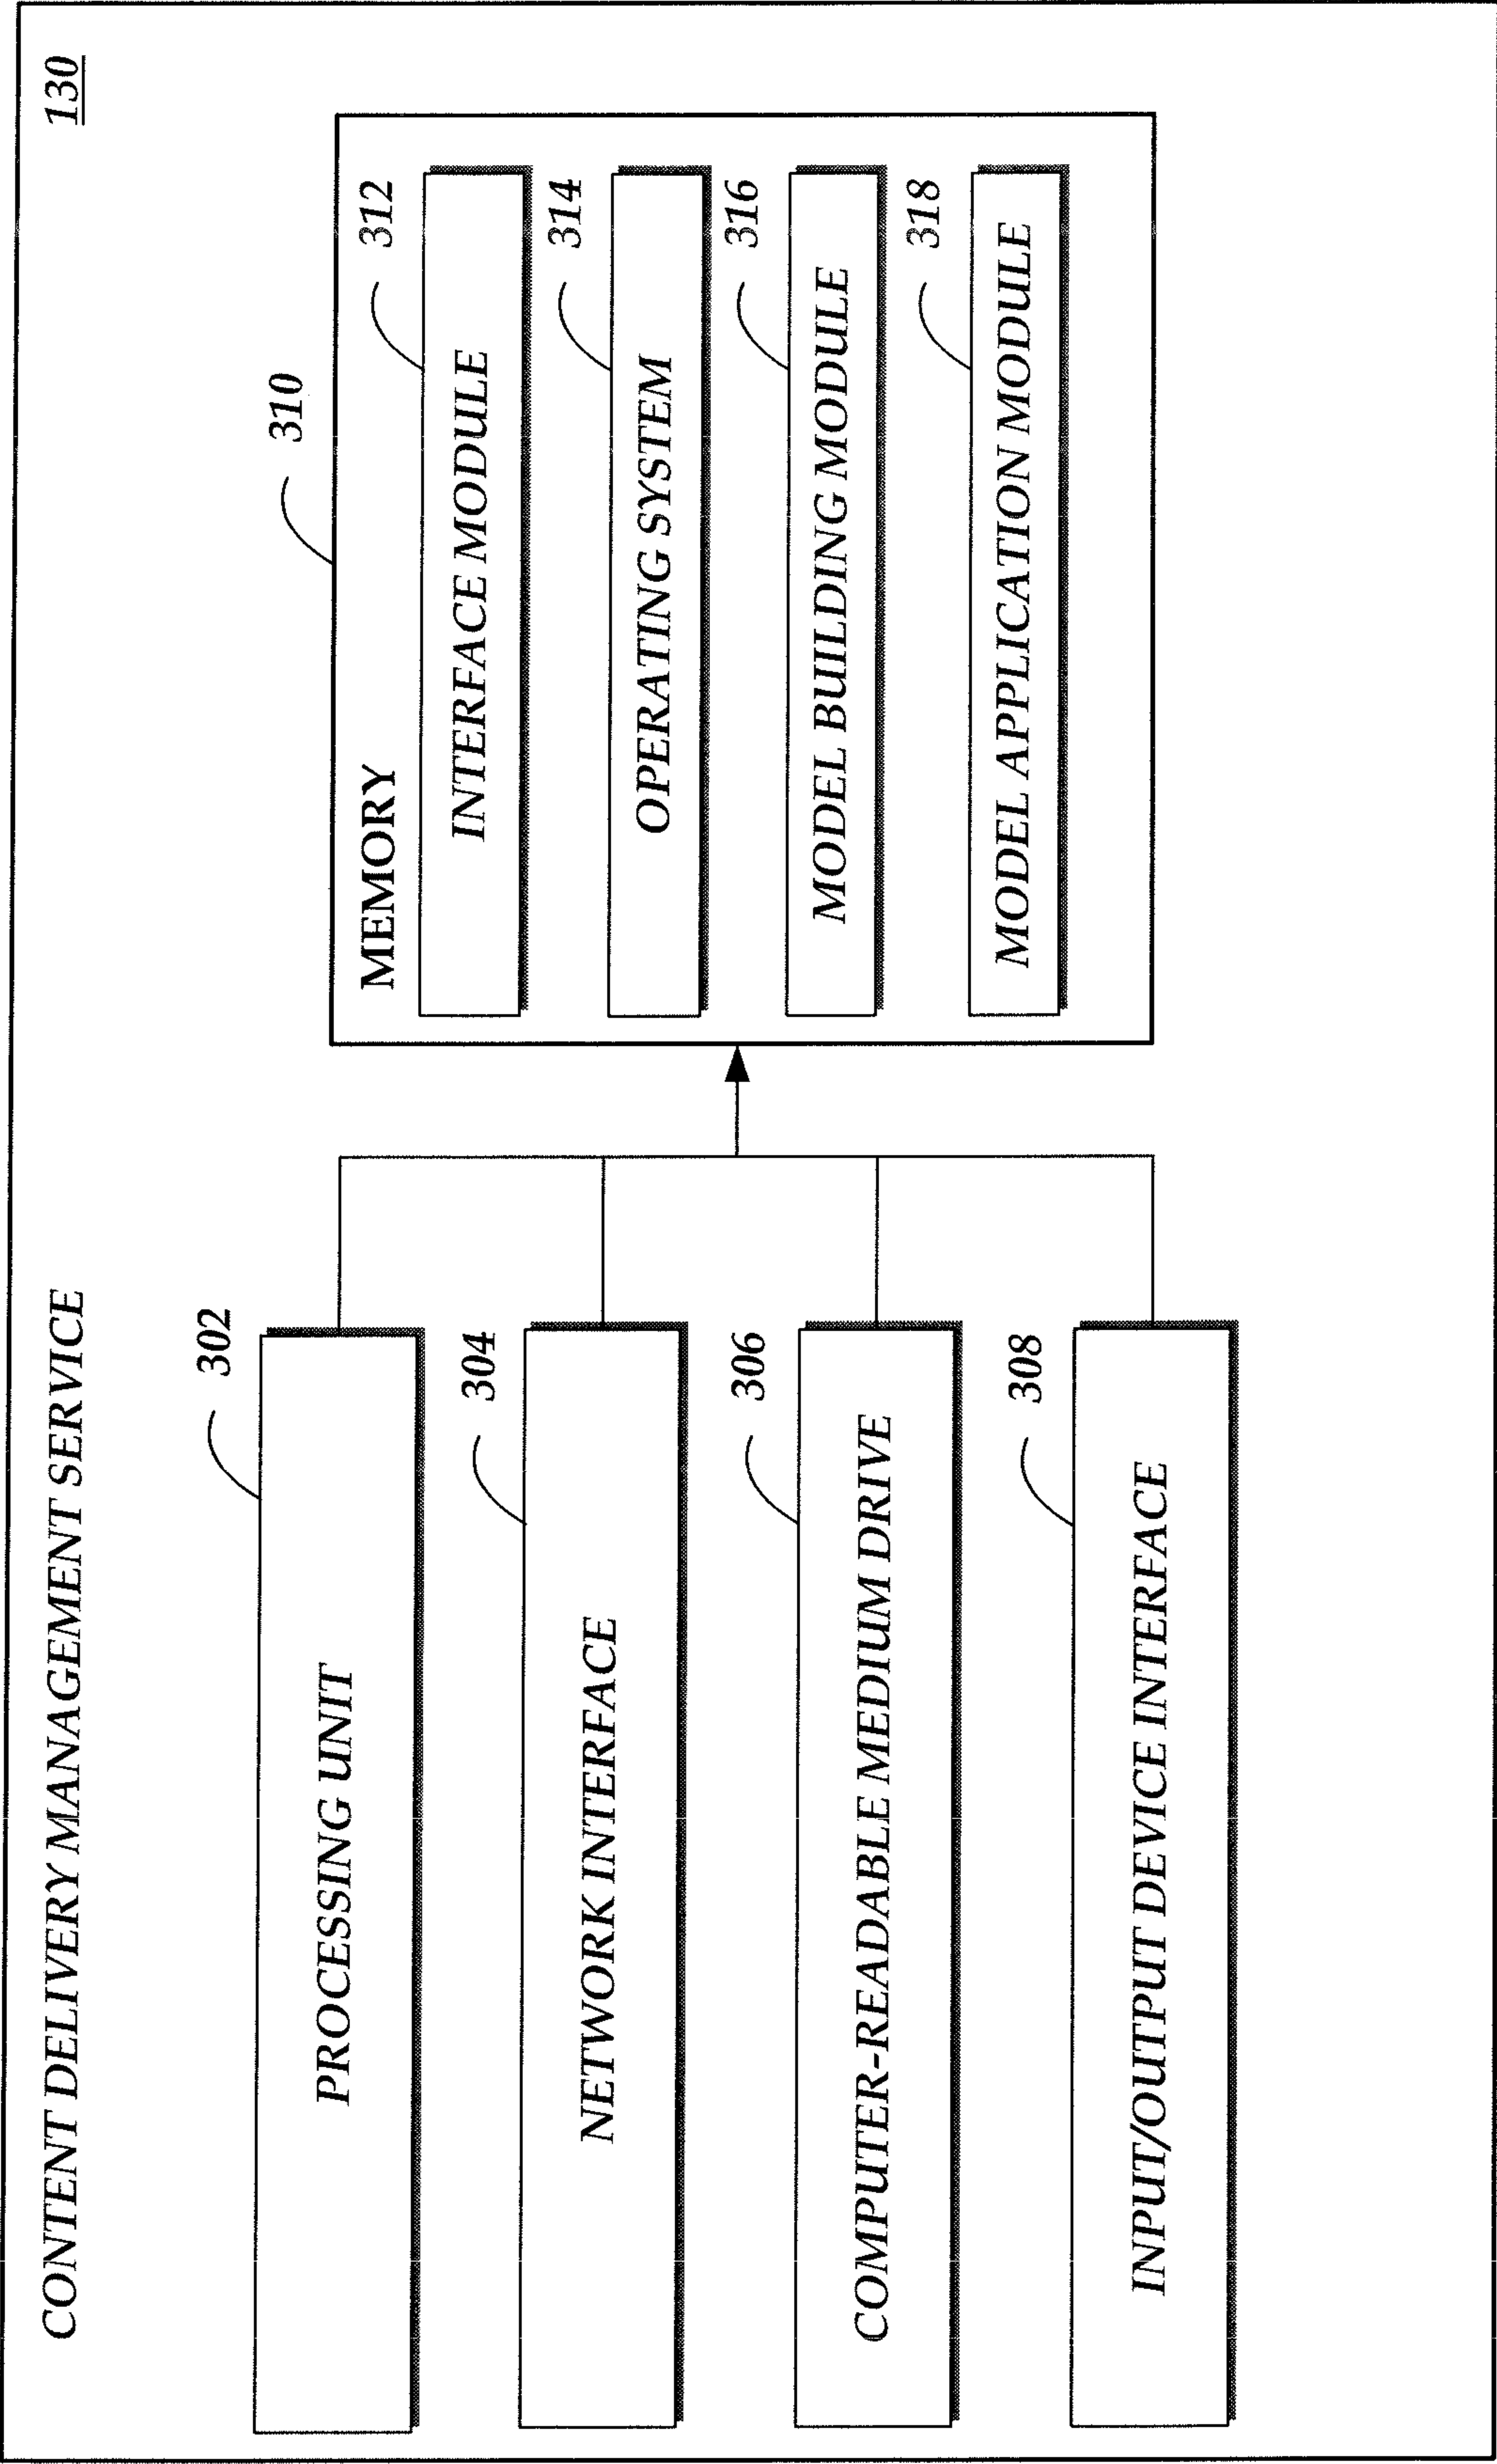 CONTENT DELIVERY MANAGEMENT SERVICE
130
302
PROCESSING UNIT
304
NETWORK INTERFACE
306
COMPUTER-READABLE MEDIUM DRIVE
308
INPUT/OUTPUT DEVICE INTERFACE
310
MEMORY
312
INTERFACE MODULE
314
OPERATING SYSTEM
316
MODEL BUILDING MODULE
318
MODEL APPLICATION MODULE